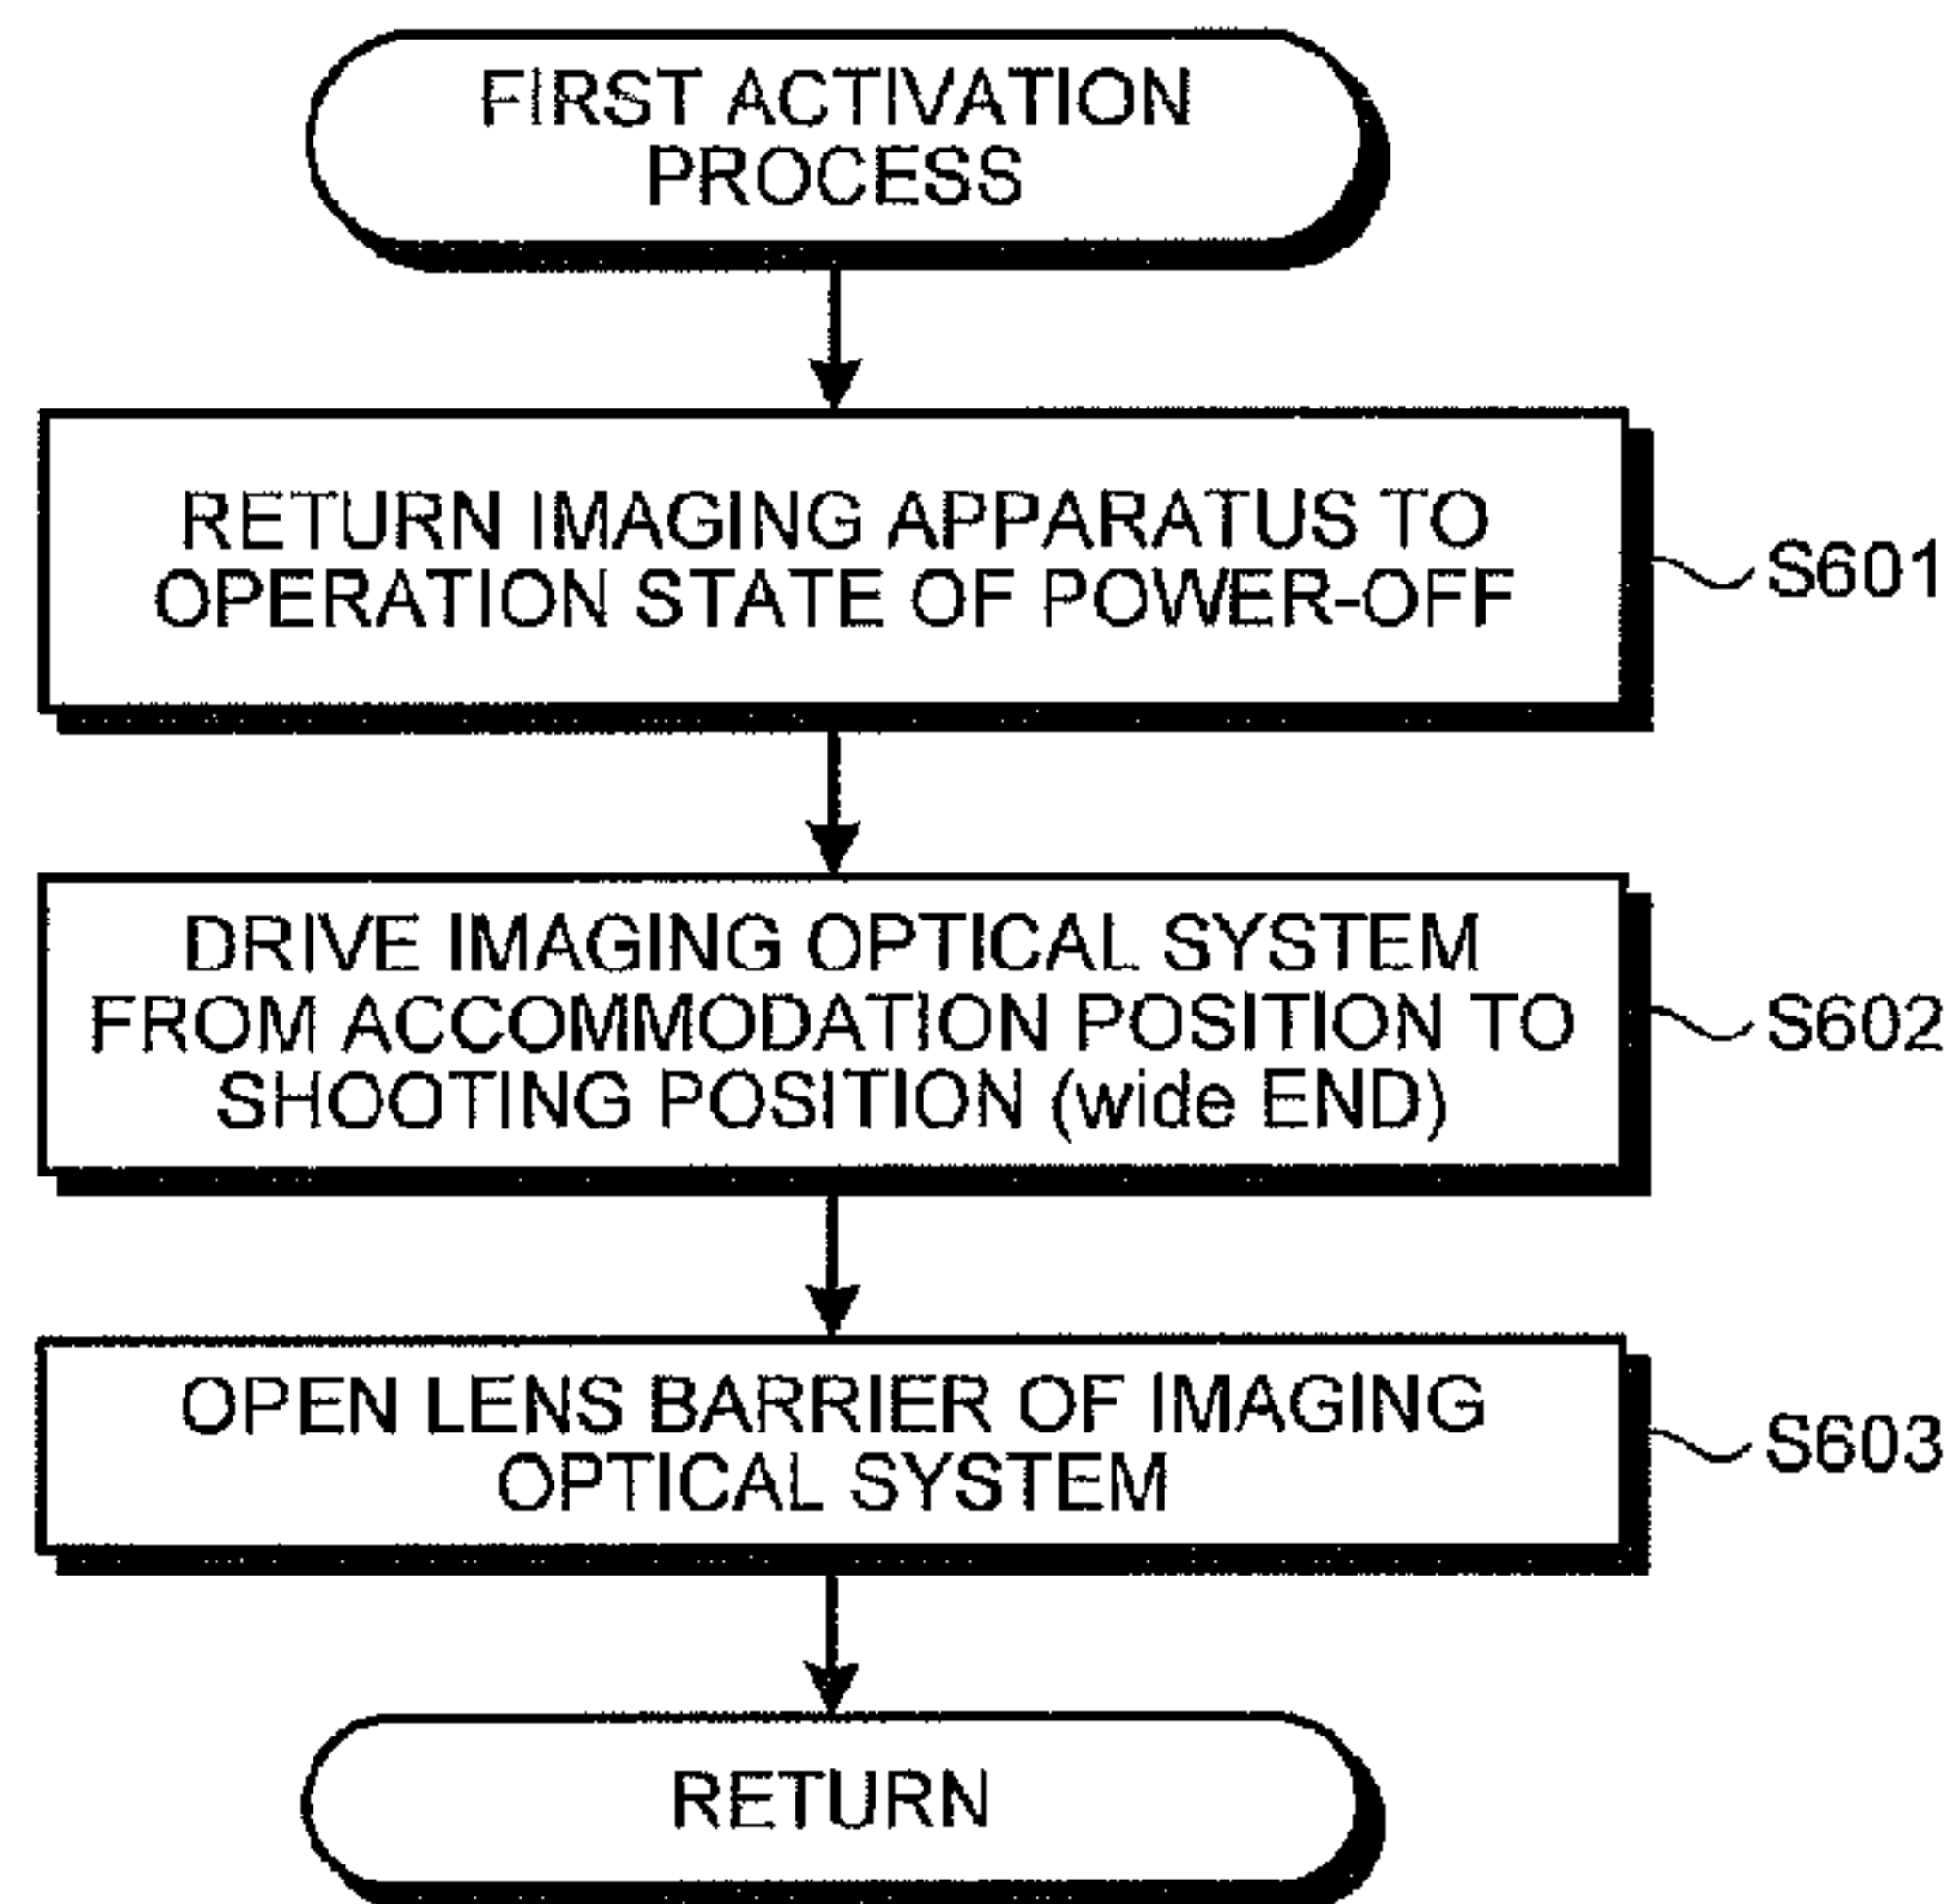 FIRST ACTIVATION
PROCESS
RETURN IMAGING APPARATUS TO
OPERATION STATE OF POWER-OFF
S601
DRIVE IMAGING OPTICAL SYSTEM
FROM ACCOMMODATION POSITION TO
SHOOTING POSITION (wide END)
S602
OPEN LENS BARRIER OF IMAGING
OPTICAL SYSTEM
S603
RETURN